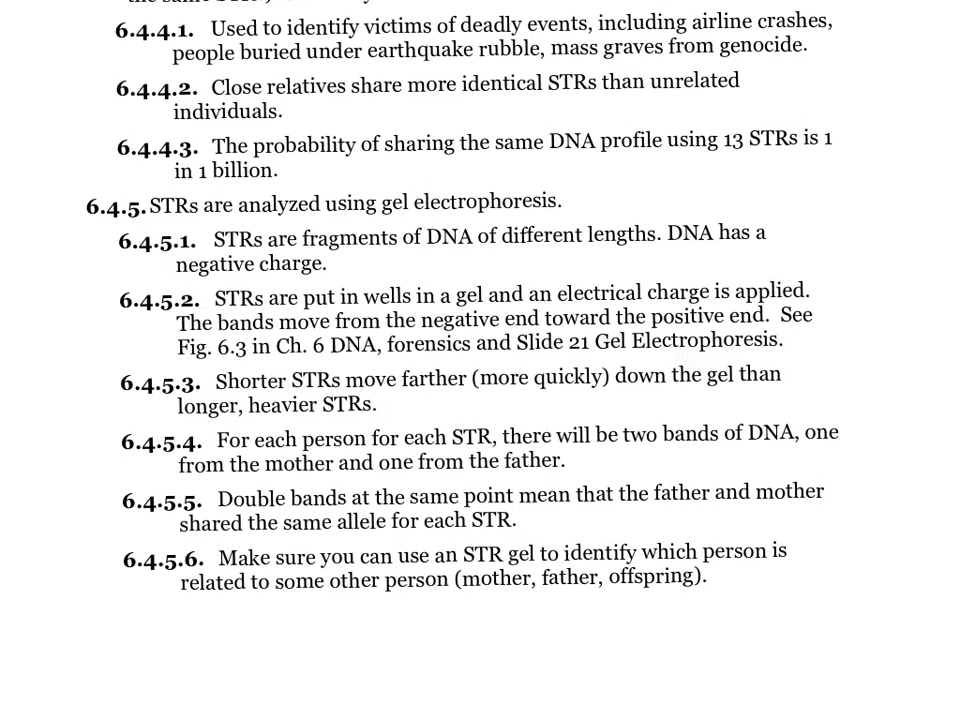 6.4.4.1. Used to identify victims of deadly events, including airline crashes,
people buried under earthquake rubble, mass graves from genocide.
6.4.4.2. Close relatives share more identical STRs than unrelated
individuals.
6.4.4.3. The probability of sharing the same DNA profile using 13 STRs is 1
in 1 billion.
6.4.5. STRs are analyzed using gel electrophoresis.
6.4.5.1. STRs are fragments of DNA of different lengths. DNA has a
negative charge.
6.4.5.2. STRs are put in wells in a gel and an electrical charge is applied.
The bands move from the negative end toward the positive end. See
Fig. 6.3 in Ch. 6 DNA, forensics and Slide 21 Gel Electrophoresis.
6.4.5.3. Shorter STRs move farther (more quickly) down the gel than
longer, heavier STRs.
6.4.5.4. For each person for each STR, there will be two bands of DNA, one
from the mother and one from the father.
6.4.5.5. Double bands at the same point mean that the father and mother
shared the same allele for each STR.
6.4.5.6. Make sure you can use an STR gel to identify which person is
related to some other person (mother, father, offspring).